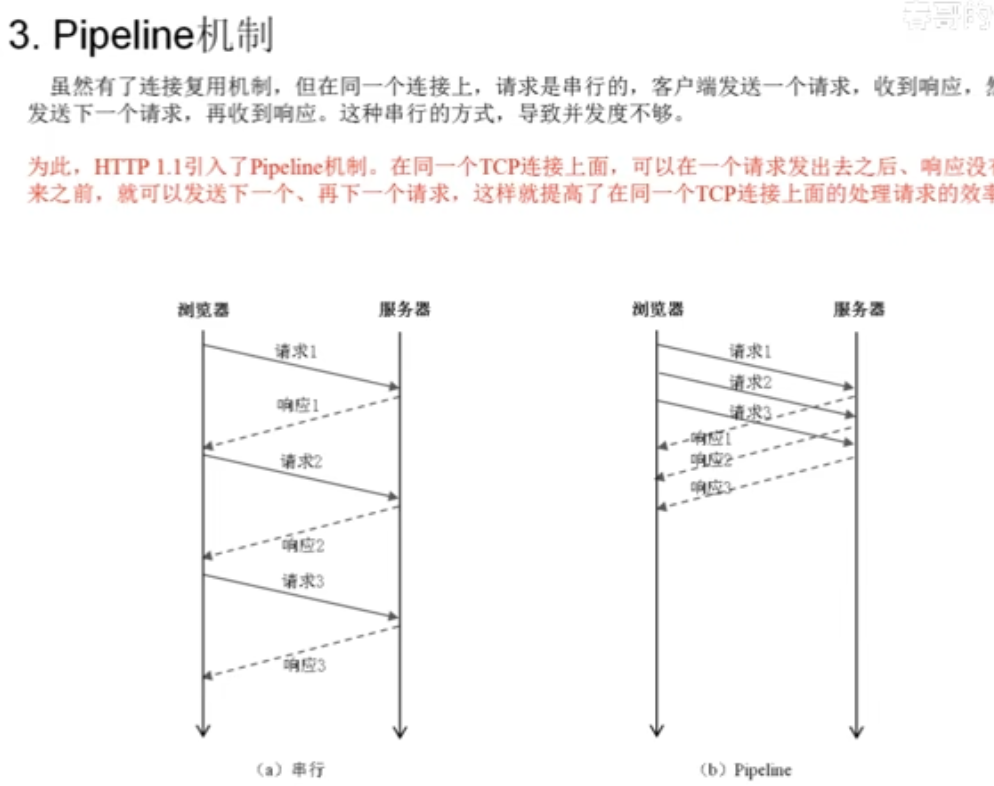 春哥的
3. Pipeline机制
虽然有了连接复用机制，但在同一个连接上，请求是串行的，客户端发送一个请求，收到响应，
发送下一个请求，再收到响应。这种串行的方式，导致并发度不够。
为此，HTTP 1.1引入了Pipeline机制。在同一个TCP连接上面，可以在一个请求发出去之后、响应没
来之前，就可以发送下一个、再下一个请求，这样就提高了在同一个TCP连接上面的处理请求的效率
浏览器 服务器 浏览器 服务器
请求1
响应1
请求2
响应2
请求3
响应3
请求1
请求2
请求3
响应1
响应2
响应3
（a）串行
（b）Pipeline